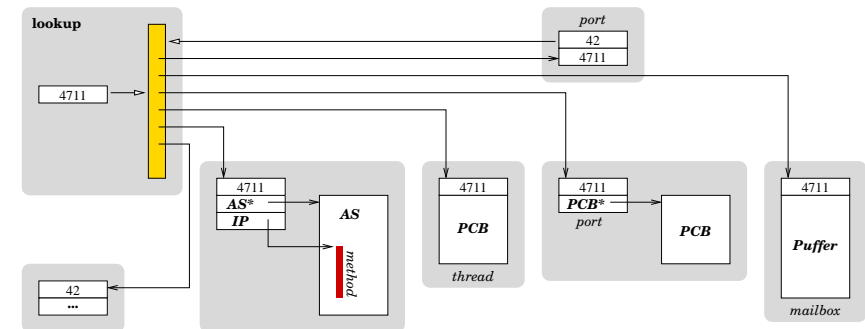 lookup
4711
port
42
4711
4711
AS*
IP
AS
method
4711
PCB
thread
4711
PCB*
port
PCB
4711
Puffer
mailbox
42
...